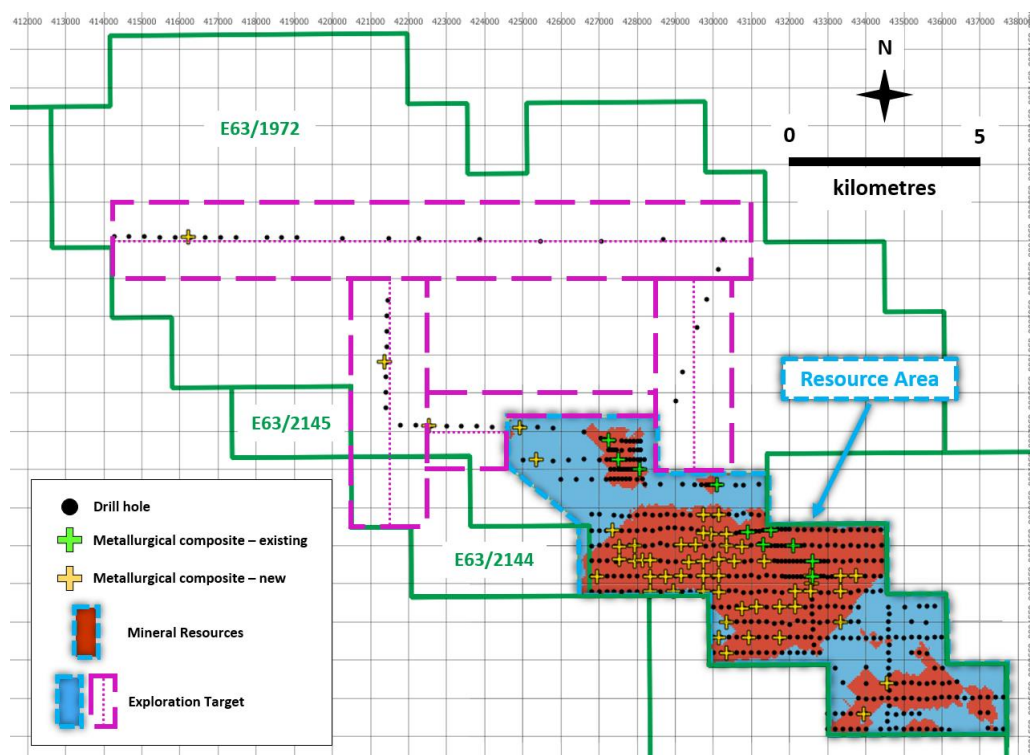 412000 413000 414000 415000 416000 417000 418000 419000 420000 421000 422000 423000 424000 425000 426000 427000 428000 429000 430000 431000 432000 433000 434000 435000 436000 437000 438000
N
E63/1972
0 5
kilometres
Resource Area
E63/2145
E63/2144
Drill hole
Metallurgical composite – existing
Metallurgical composite – new
Mineral Resources
Exploration Target